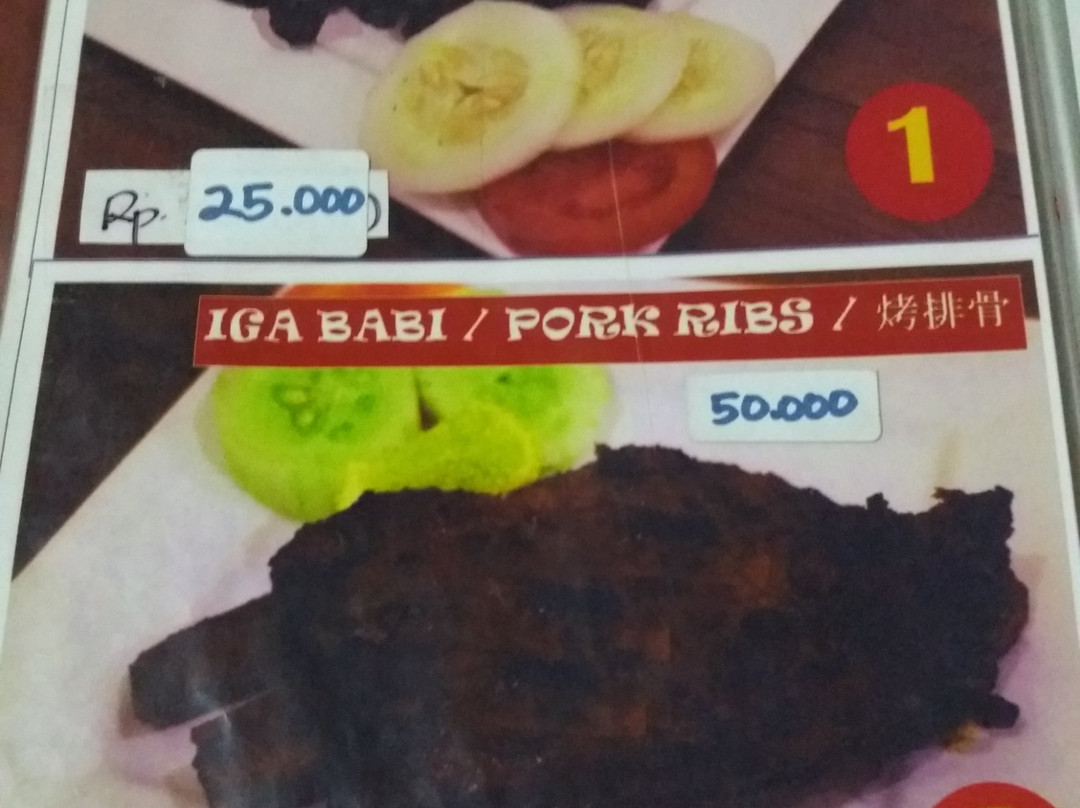 1
Rp. 25.000
IGA BABI / PORK RIBS / 烤排骨
50.000